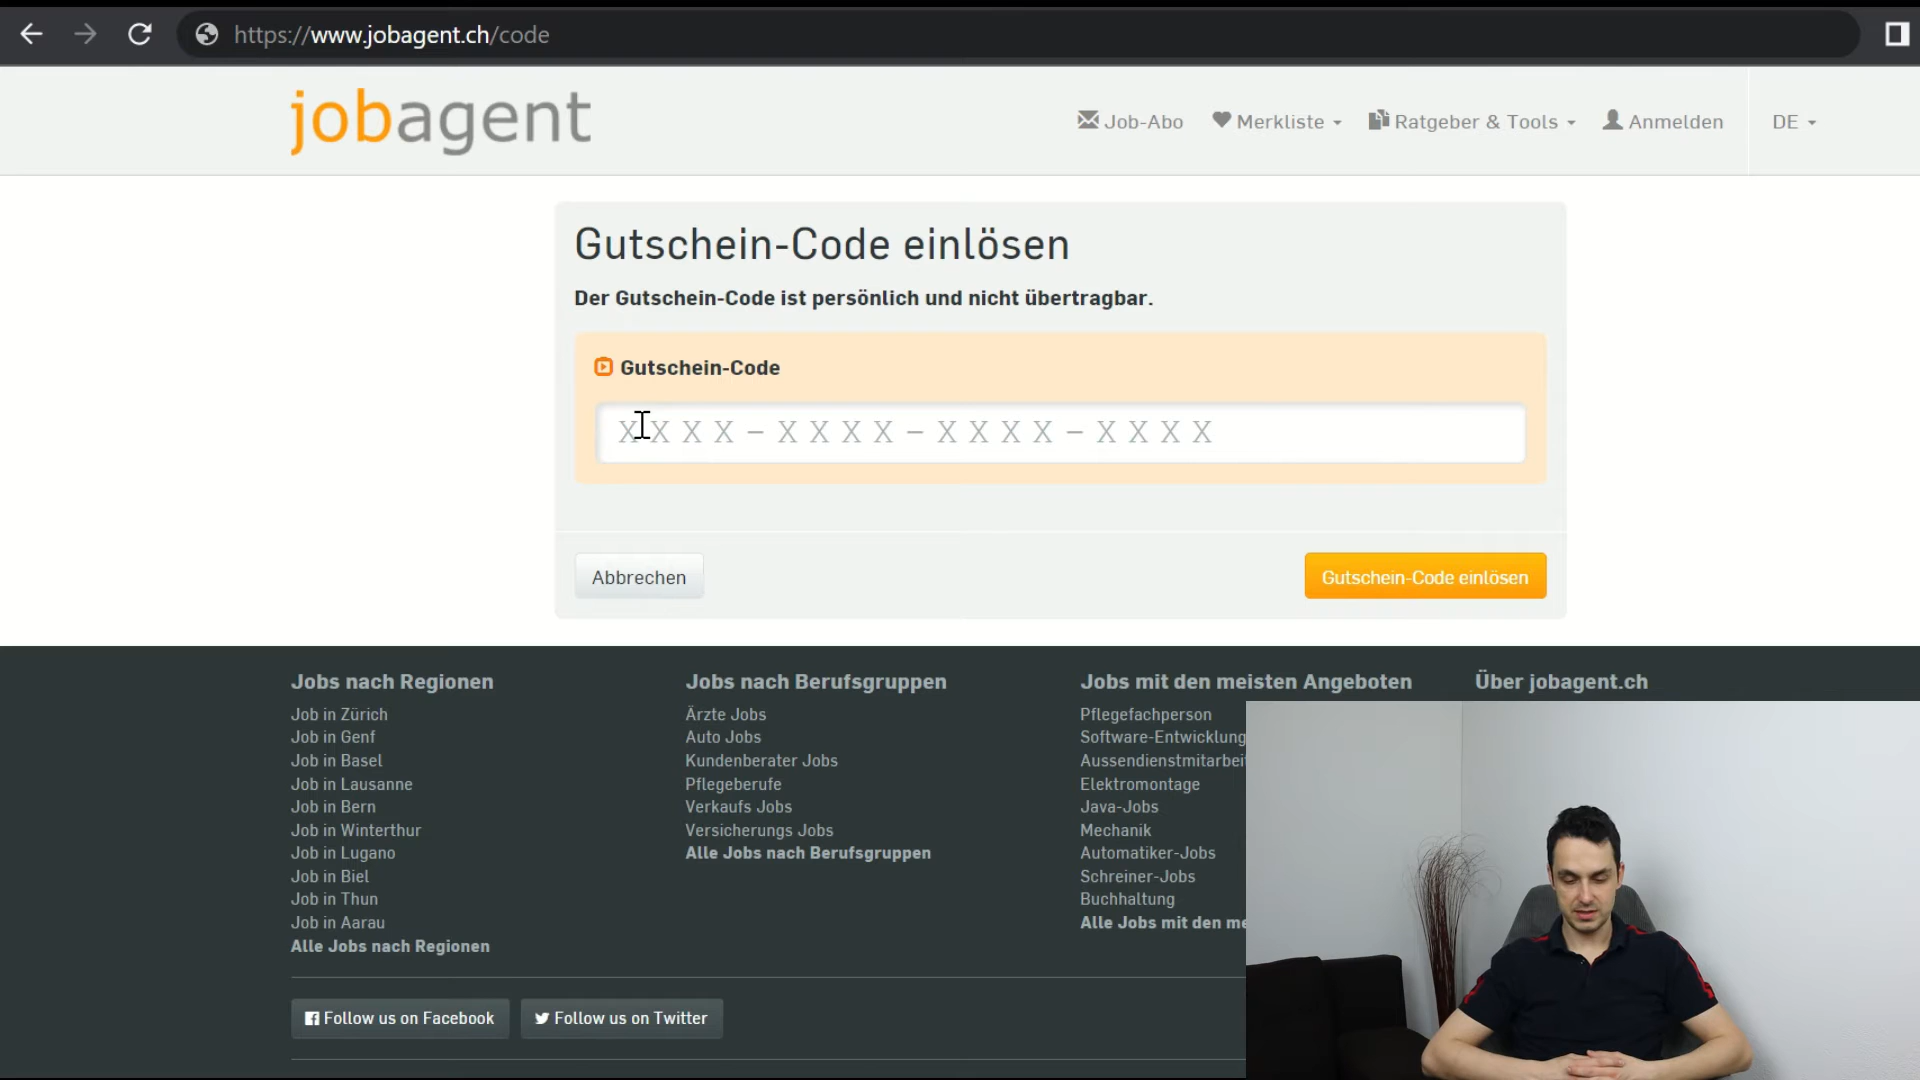 https://www.jobagent.ch/code
jobagent
Job-Abo
Merkliste
Ratgeber & Tools
Anmelden
DE
Gutschein-Code einlösen
Der Gutschein-Code ist persönlich und nicht übertragbar.
Gutschein-Code
XXXX-XXXX-XXXX-XXXX
Abbrechen
Gutschein-Code einlösen
Jobs nach Regionen
Job in Zürich
Job in Genf
Job in Basel
Job in Lausanne
Job in Bern
Job in Winterthur
Job in Lugano
Job in Biel
Job in Thun
Job in Aarau
Alle Jobs nach Regionen
Jobs nach Berufsgruppen
Ärzte Jobs
Auto Jobs
Kundenberater Jobs
Pflegeberufe
Verkaufs Jobs
Versicherungs Jobs
Alle Jobs nach Berufsgruppen
Jobs mit den meisten Angeboten
Pflegefachperson
Software-Entwicklung
Aussendienstmitarbei
Elektromontage
Java-Jobs
Mechanik
Automatiker-Jobs
Schreiner-Jobs
Buchhaltung
Alle Jobs mit den me
Über jobagent.ch
Follow us on Facebook
Follow us on Twitter